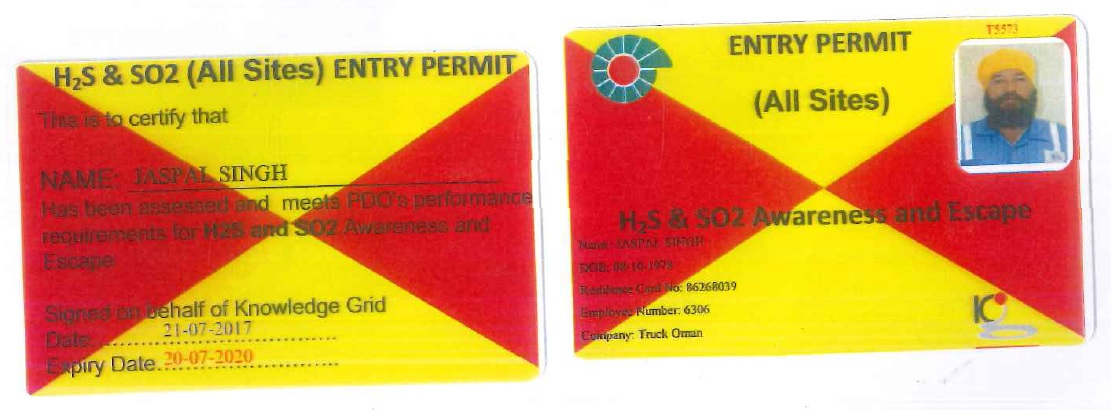 H₂S & SO2 (All Sites) ENTRY PERMIT
This is to certify that
NAME: JASPAL SINGH
Has been assessed and meets PDO's performance
requirements for H2S and SO2 Awareness and
Escape
Signed on behalf of Knowledge Grid
Date 21-07-2017
Expiry Date 20-07-2020
T5573
ENTRY PERMIT
(All Sites)
H₂S & SO2 Awareness and Escape
Name: JASPAL SINGH
DOB: 08-10-1979
Residence Card No: 86268039
Employee Number: 6306
Company: Truck Oman